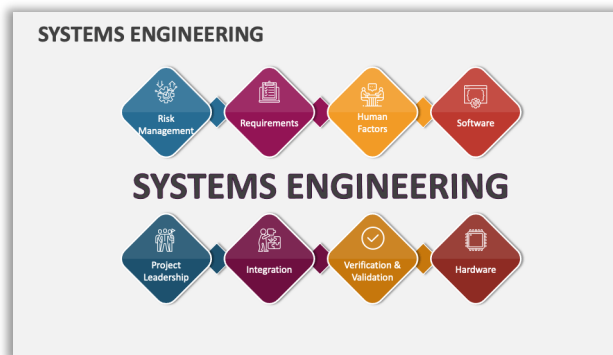 SYSTEMS ENGINEERING
Risk
Management
Requirements
Human
Factors
Software
SYSTEMS ENGINEERING
Project
Leadership
Integration
Verification &
Validation
Hardware